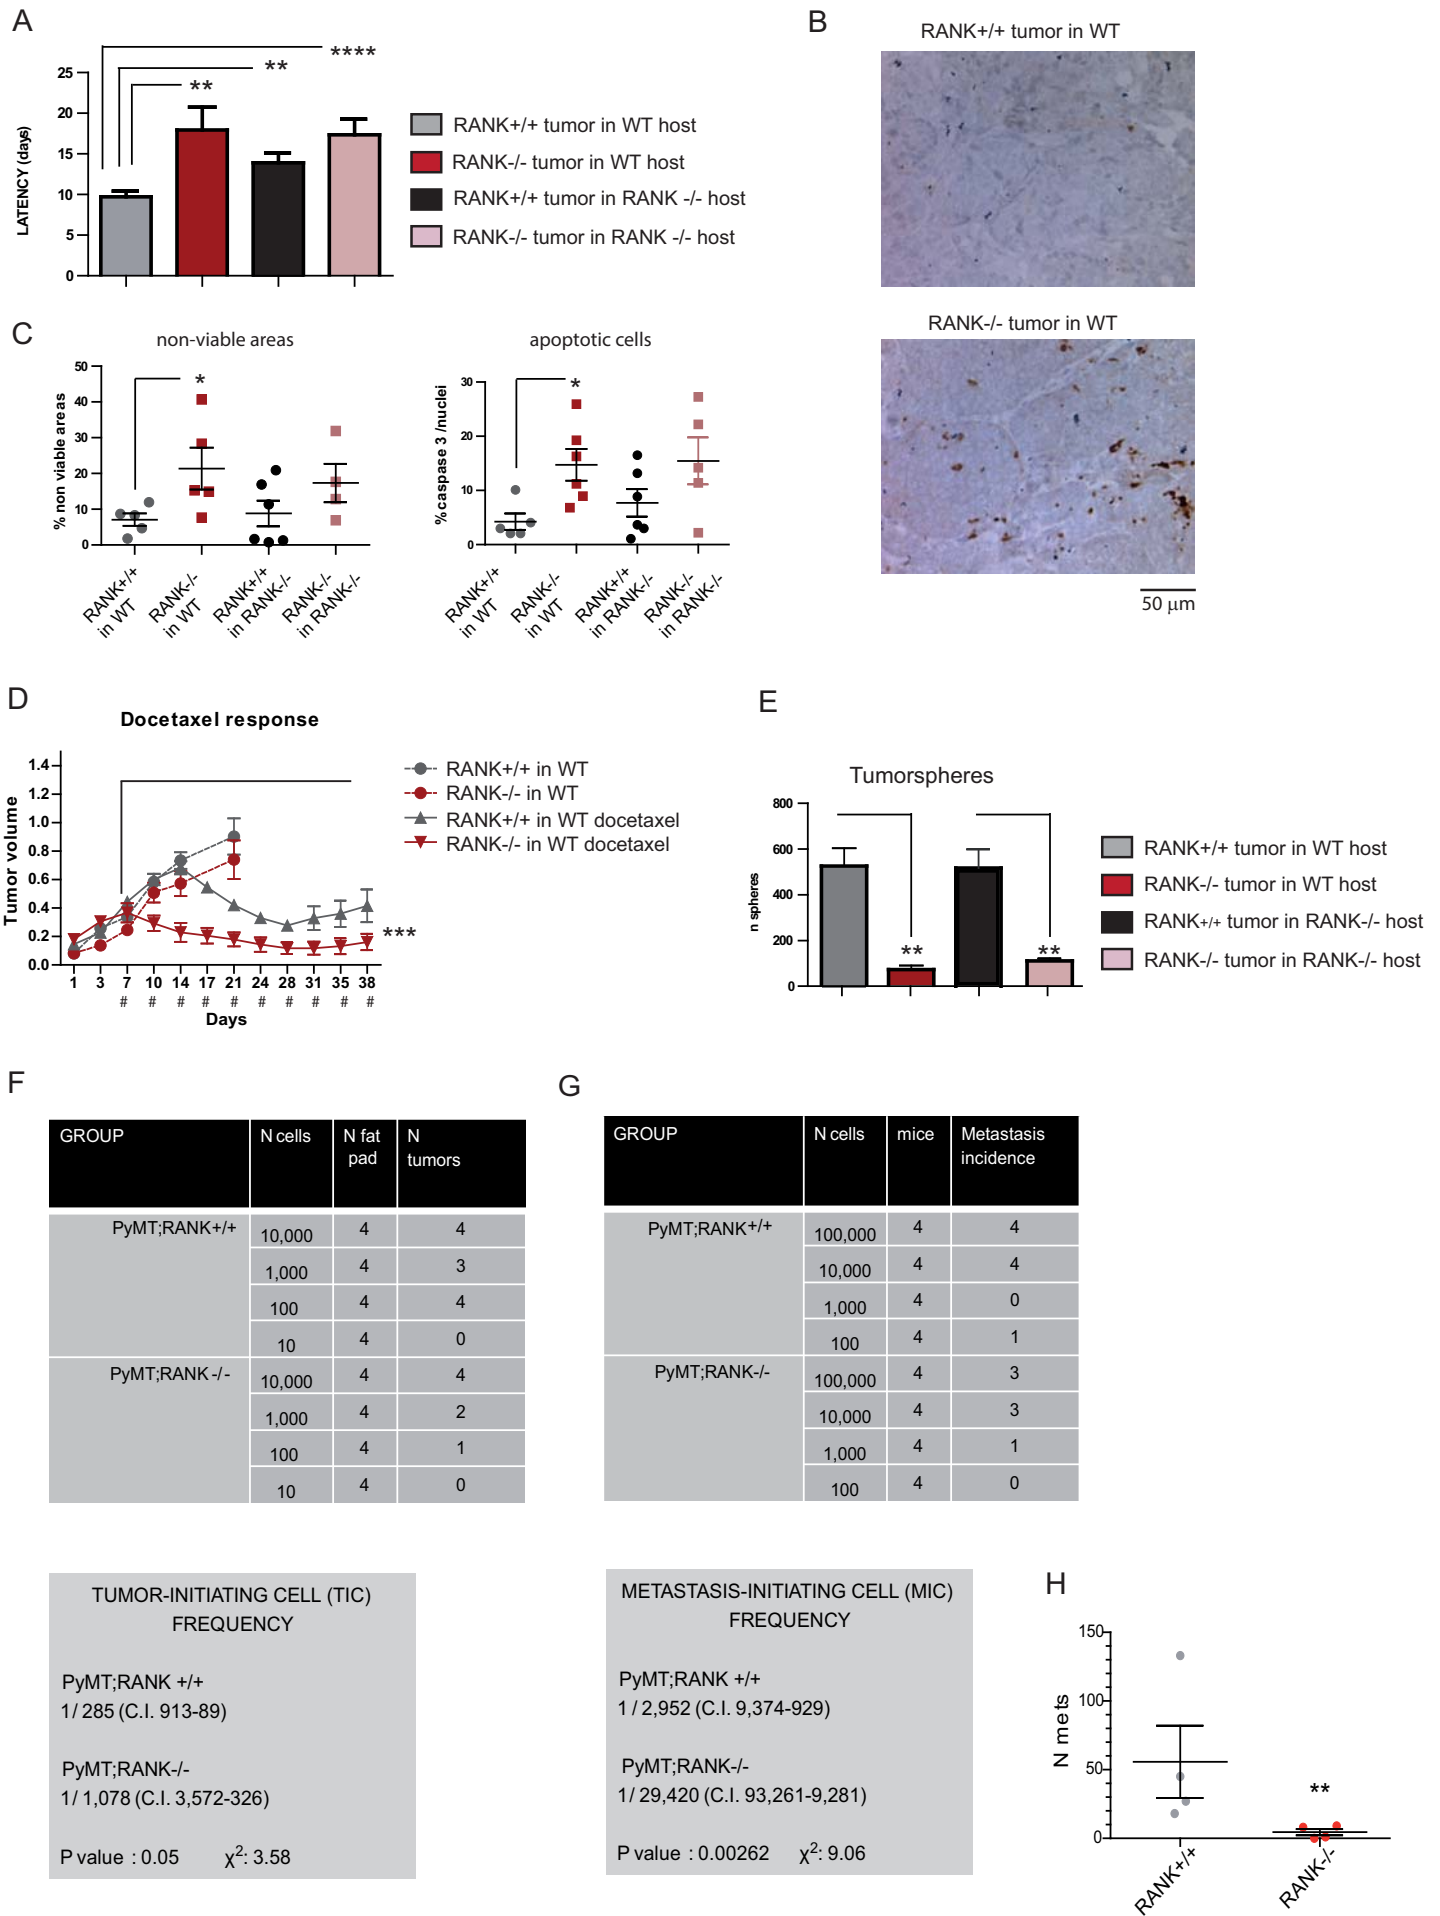 A
**
**
****
25
20
15
10
5
0
LATENCY (days)
RANK+/+ tumor in WT host
RANK-/- tumor in WT host
RANK+/+ tumor in RANK -/- host
RANK-/- tumor in RANK -/- host
B
RANK+/+ tumor in WT
RANK-/- tumor in WT
50 µm
C
non-viable areas
*
50
40
30
20
10
0
% non viable areas
RANK+/+
in WT
RANK-/-
in WT
RANK+/+
in RANK-/-
RANK-/-
in RANK-/-
apoptotic cells
*
30
20
10
0
% caspase 3 /nuclei
RANK+/+
in WT
RANK-/-
in WT
RANK+/+
in RANK-/-
RANK-/-
in RANK-/-
D
Docetaxel response
1.4
1.2
1.0
0.8
0.6
0.4
0.2
0.0
Tumor volume
1 3 7 10 14 17 21 24 28 31 35 38
# # # # # # # # # #
Days
***
RANK+/+ in WT
RANK-/- in WT
RANK+/+ in WT docetaxel
RANK-/- in WT docetaxel
E
Tumorspheres
800
600
400
200
0
n spheres
** **
RANK+/+ tumor in WT host
RANK-/- tumor in WT host
RANK+/+ tumor in RANK-/- host
RANK-/- tumor in RANK-/- host
F
GROUP N cells N fat pad N tumors
PyMT;RANK+/+ 10,000 4 4
1,000 4 3
100 4 4
10 4 0
PyMT;RANK-/- 10,000 4 4
1,000 4 2
100 4 1
10 4 0
TUMOR-INITIATING CELL (TIC)
FREQUENCY
PyMT;RANK +/+
1/ 285 (C.I. 913-89)
PyMT;RANK-/-
1/ 1,078 (C.I. 3,572-326)
P value : 0.05 χ²: 3.58
G
GROUP N cells mice Metastasis incidence
PyMT;RANK+/+ 100,000 4 4
10,000 4 4
1,000 4 0
100 4 1
PyMT;RANK-/- 100,000 4 3
10,000 4 3
1,000 4 1
100 4 0
METASTASIS-INITIATING CELL (MIC)
FREQUENCY
PyMT;RANK +/+
1 / 2,952 (C.I. 9,374-929)
PyMT;RANK-/-
1/ 29,420 (C.I. 93,261-9,281)
P value : 0.00262 χ²: 9.06
H
150
100
50
0
N mets
**
RANK+/+
RANK-/-